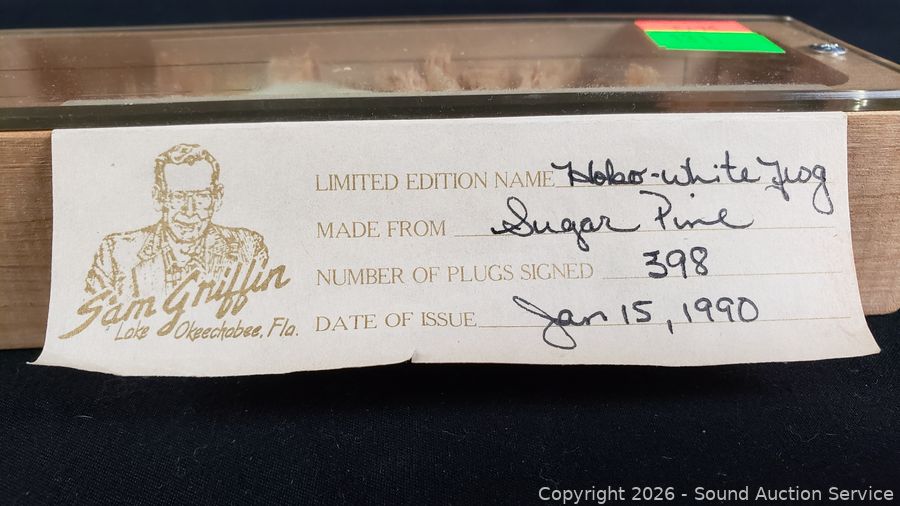 LIMITED EDITION NAME Hobo-white Frog
MADE FROM Sugar Pine
NUMBER OF PLUGS SIGNED 398
DATE OF ISSUE Jan 15, 1990
Sam Griffin
Lake Okeechobee, Fla.
Copyright 2026 - Sound Auction Service